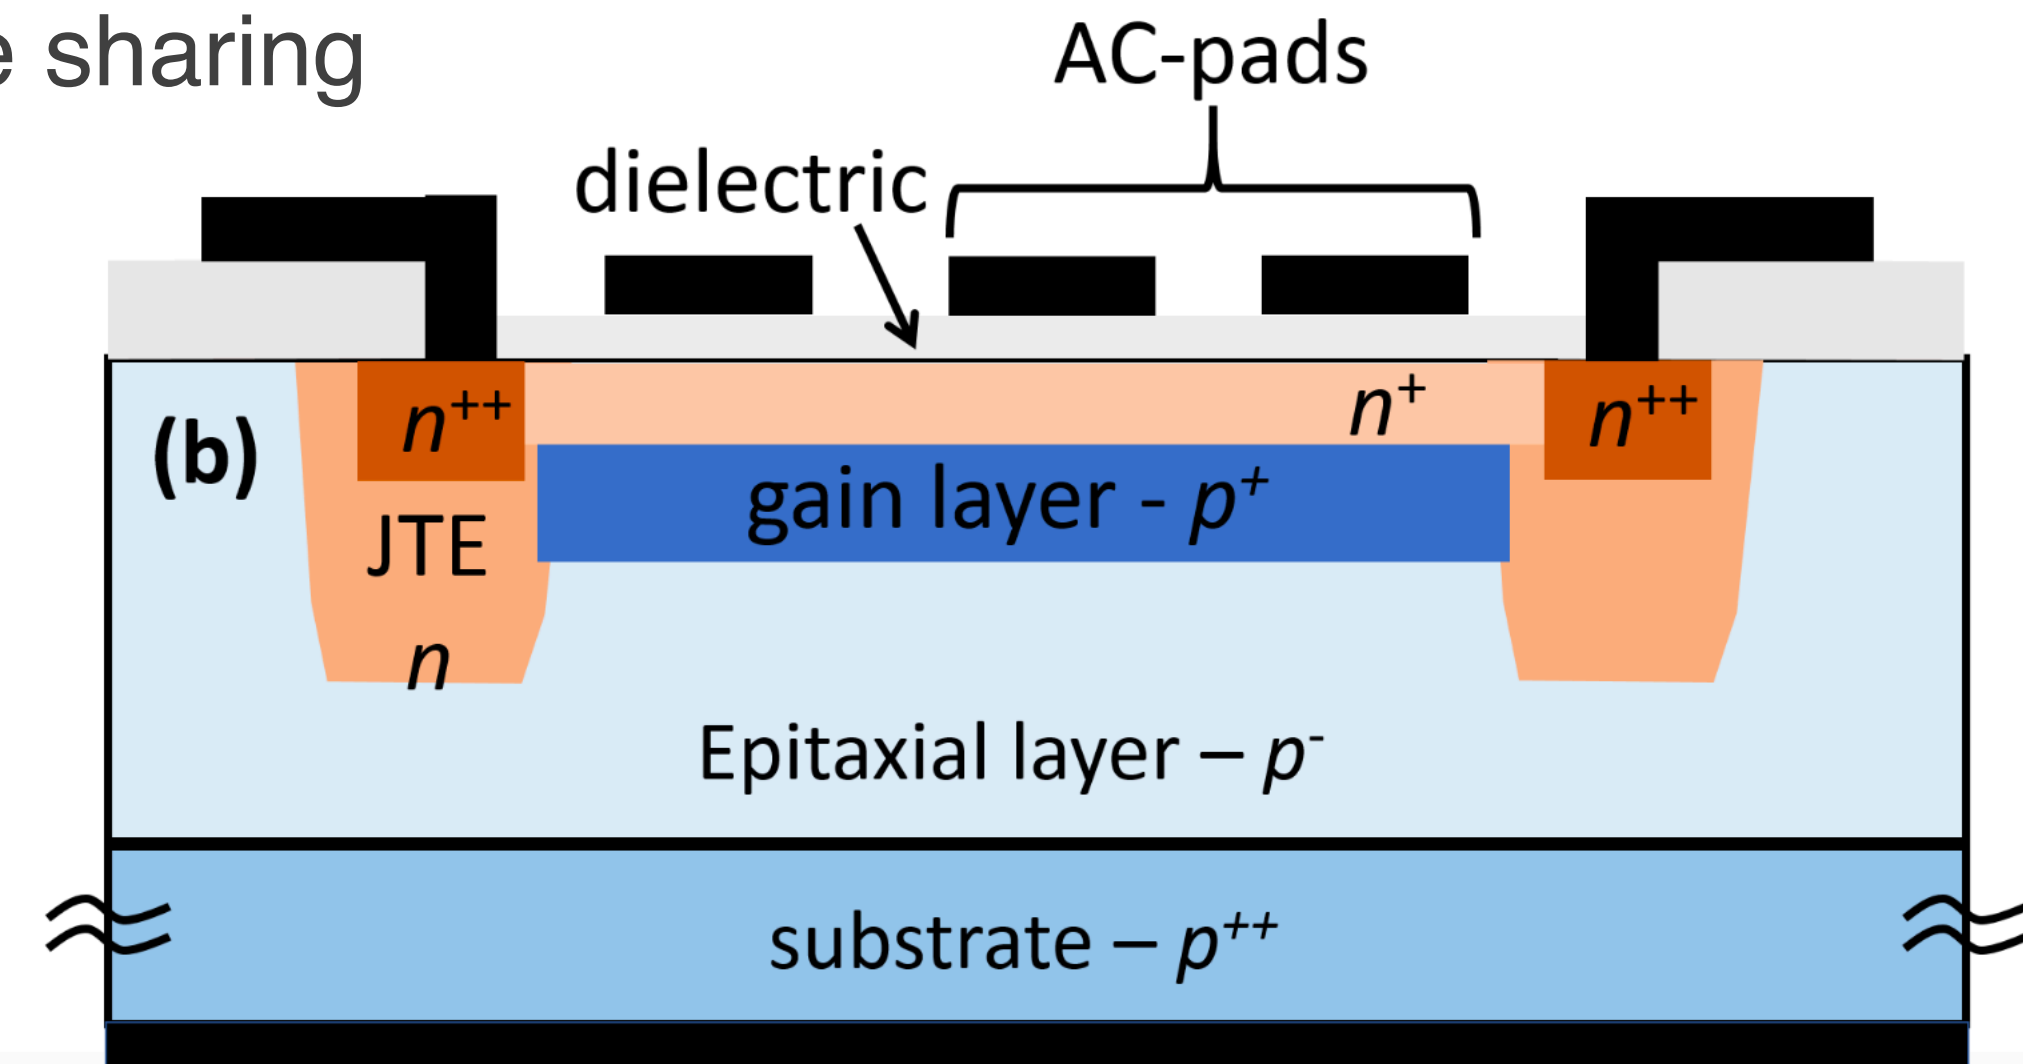 e sharing
AC-pads
dielectric
n++
n+
n++
(b)
gain layer - p+
JTE
n
Epitaxial layer – p-
substrate – p++